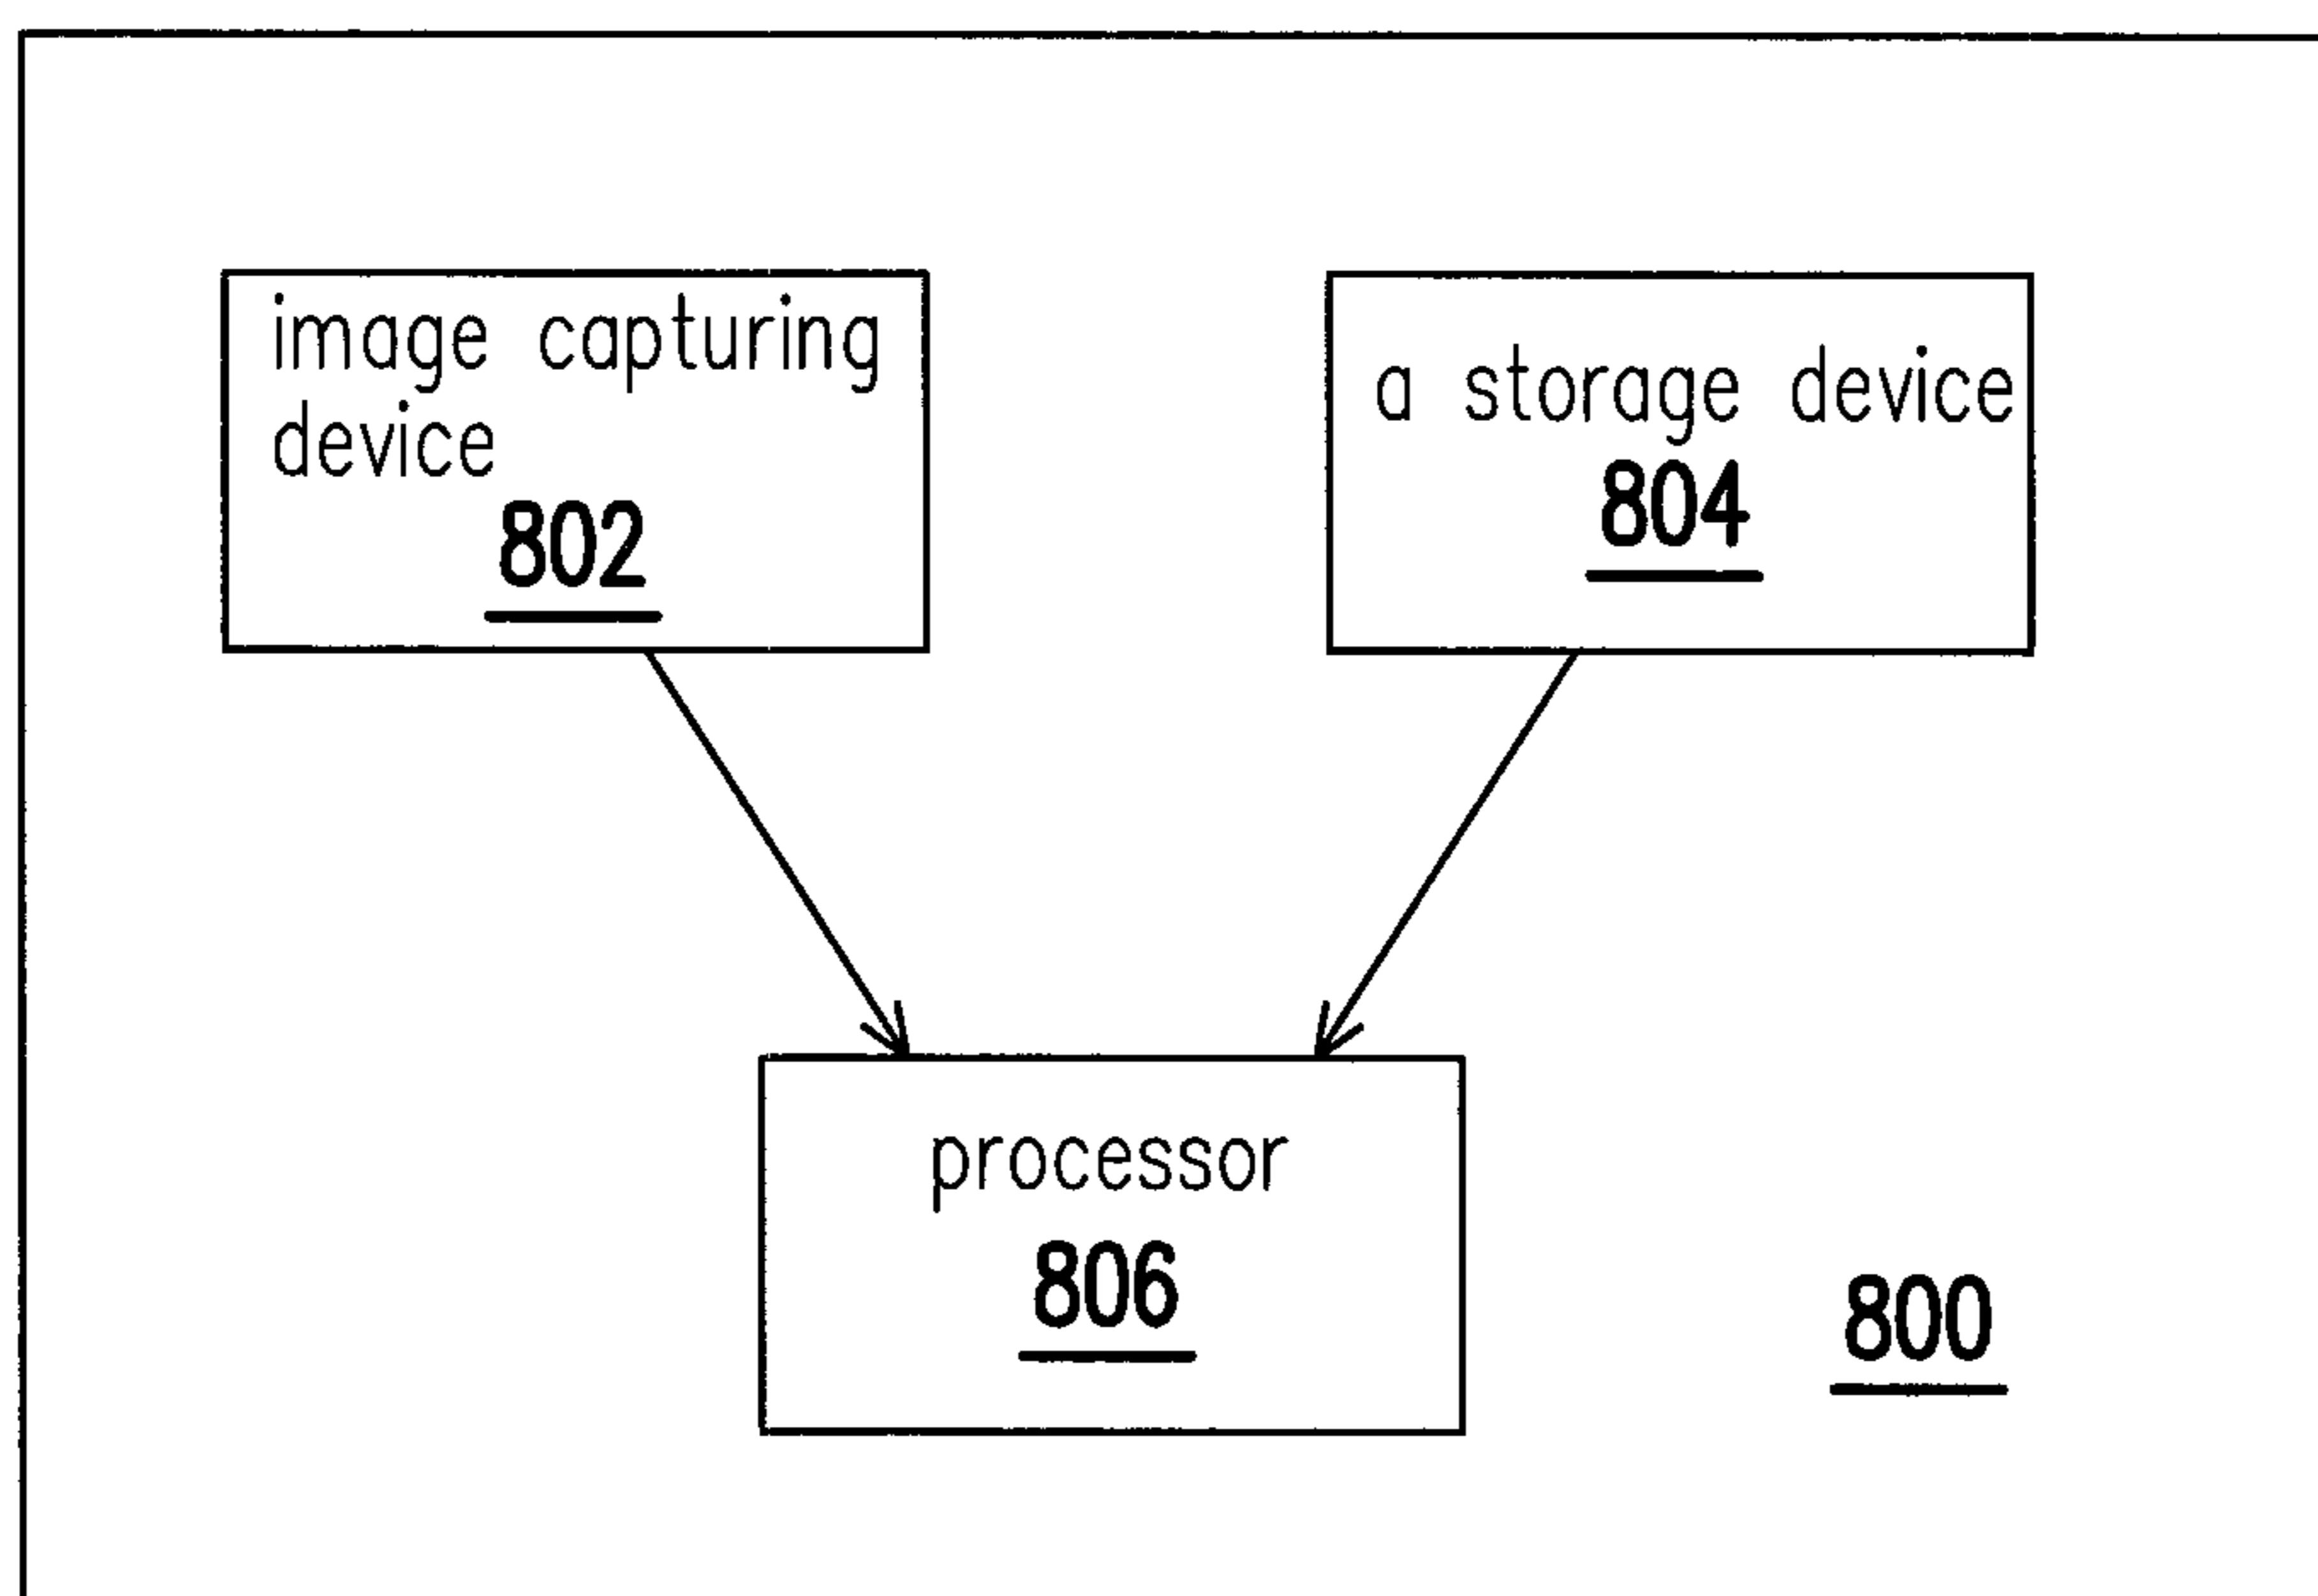 image capturing
device
802
a storage device
804
processor
806
800